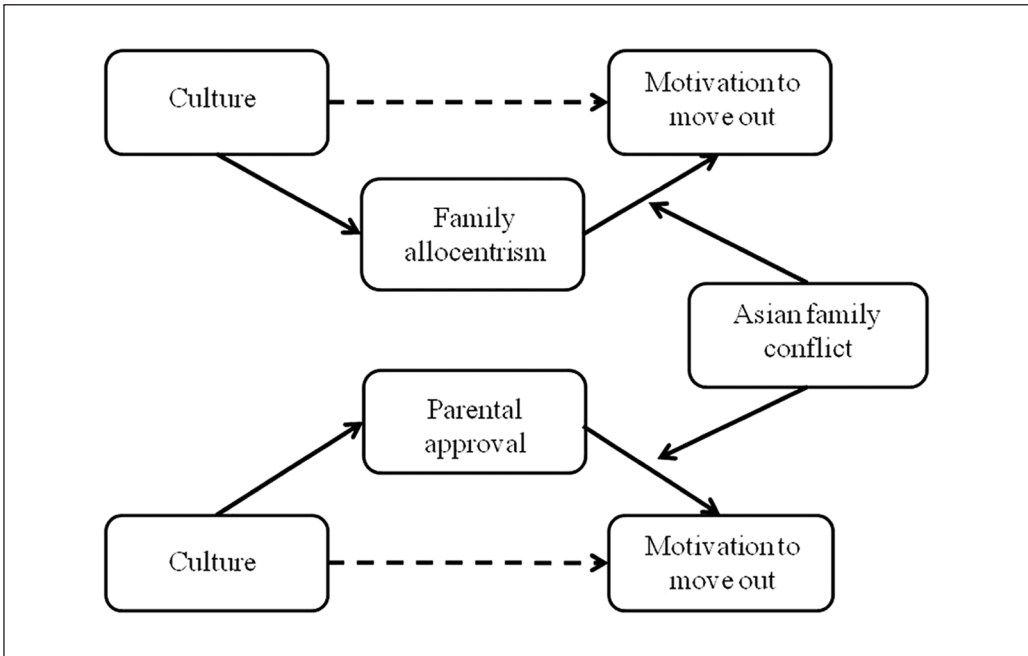 Culture
Motivation to
move out
Family
allocentrism
Asian family
conflict
Parental
approval
Culture
Motivation to
move out